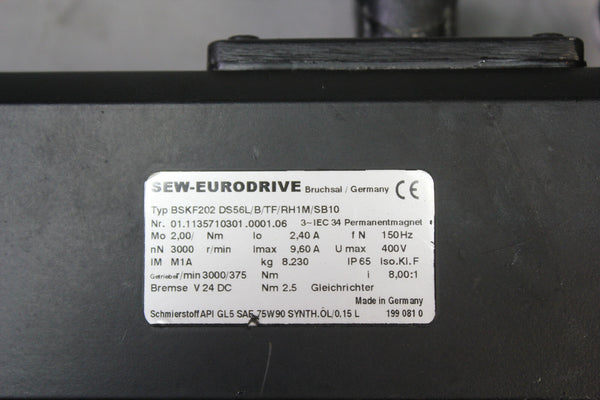 SEW-EURODRIVE Bruchsal / Germany CE
Typ BSKF202 DS56L/B/TF/RH1M/SB10
Nr. 01.1135710301.0001.06 3~IEC 34 Permanentmagnet
Mo 2,00/ Nm Io 2,40 A f N 150Hz
nN 3000 r/min Imax 9,60 A U max 400V
IM M1A kg 8.230 IP 65 Iso.Kl.F
Getriebe/min 3000/375 Nm i 8,00:1
Bremse V 24 DC Nm 2.5 Gleichrichter
Made in Germany
Schmierstoff API GL5 SAE 75W90 SYNTH.ÖL/0.15 L 199 081 0